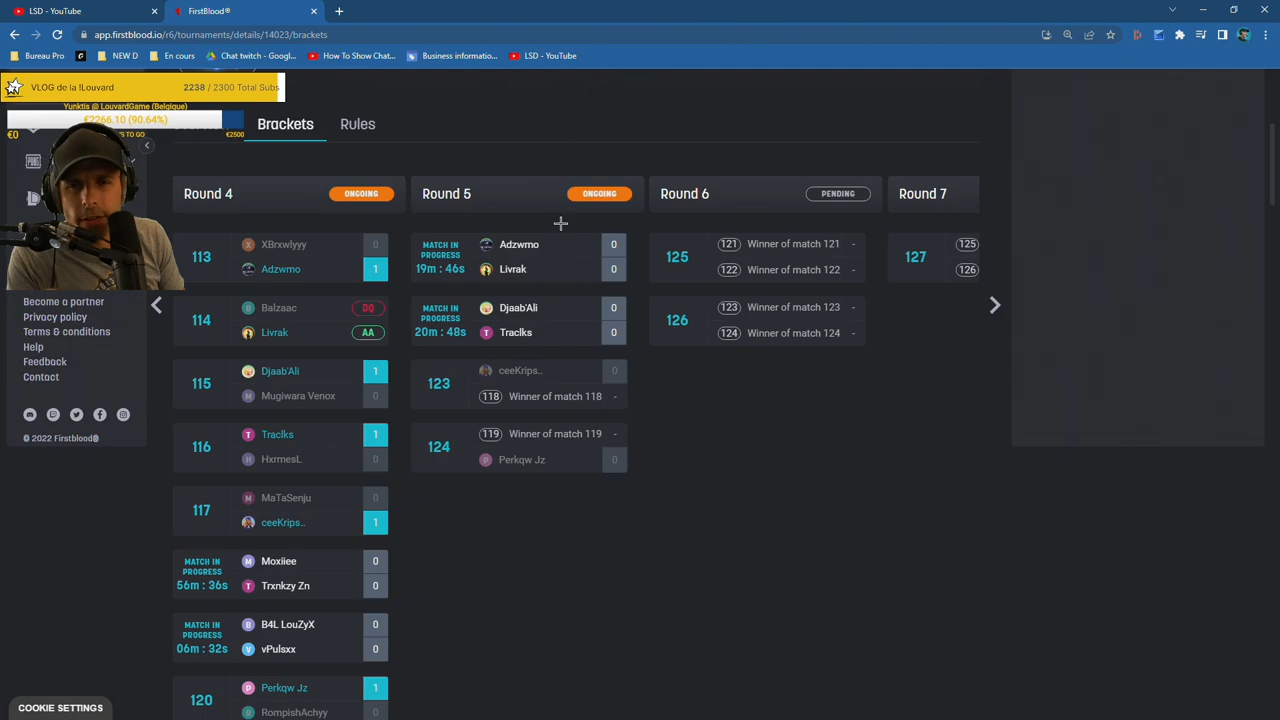 LSD - YouTube
FirstBlood®
app.firstblood.io/r6/tournaments/details/14023/brackets
Bureau Pro
NEW D
En cours
Chat twitch - Googl...
How To Show Chat...
Business informatio...
LSD - YouTube
VLOG de la !Louvard
2238 / 2300 Total Subs
Yunktis @ LouvardGame (Belgique)
€2266.10 (90.64%)
€0
TO GO
€2500
Brackets
Rules
Round 4
ONGOING
Round 5
ONGOING
Round 6
PENDING
Round 7
113
XBrxwlyyy 0
Adzwmo 1
114
Balzaac DQ
Livrak AA
115
Djaab'Ali 1
Mugiwara Venox 0
116
Traclks 1
HxrmesL 0
117
MaTaSenju 0
ceeKrips.. 1
MATCH IN PROGRESS
56m : 36s
Moxiiee 0
Trxnkzy Zn 0
MATCH IN PROGRESS
06m : 32s
B4L LouZyX 0
vPulsxx 0
120
Perkqw Jz 1
RompishAchyy 0
MATCH IN PROGRESS
19m : 46s
Adzwmo 0
Livrak 0
MATCH IN PROGRESS
20m : 48s
Djaab'Ali 0
Traclks 0
123
ceeKrips.. 0
118 Winner of match 118 -
124
119 Winner of match 119 -
Perkqw Jz 0
125
121 Winner of match 121 -
122 Winner of match 122 -
126
123 Winner of match 123 -
124 Winner of match 124 -
127
125
126
Become a partner
Privacy policy
Terms & conditions
Help
Feedback
Contact
© 2022 Firstblood®
COOKIE SETTINGS